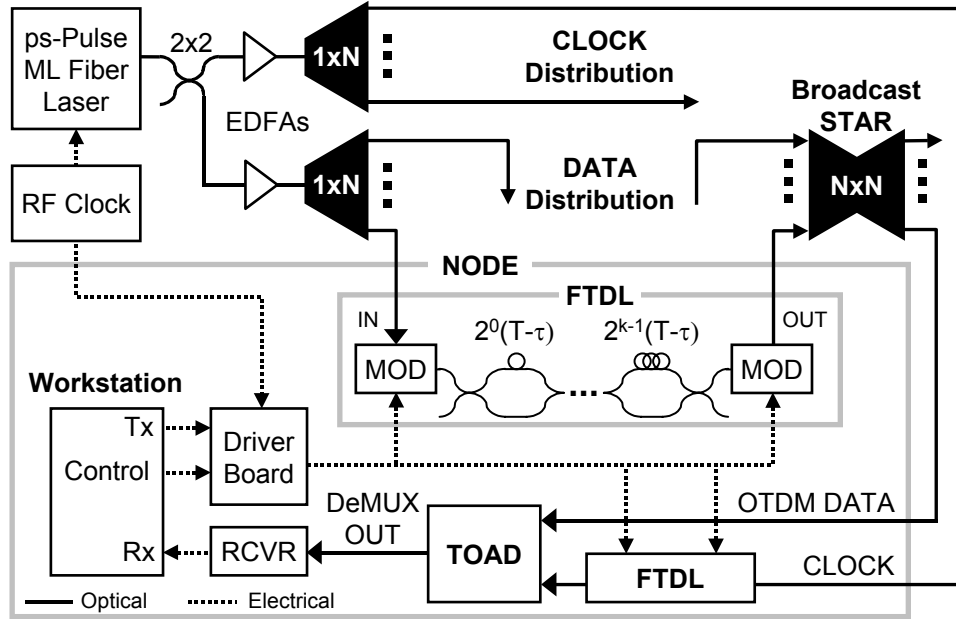 ps-Pulse
ML Fiber
Laser
2x2
1xN
CLOCK
Distribution
Broadcast
STAR
EDFAs
1xN
DATA
Distribution
NxN
RF Clock
NODE
FTDL
IN
2⁰(T-τ)
2ᵏ⁻¹(T-τ)
OUT
MOD
MOD
Workstation
Tx
Control
Rx
Driver
Board
DeMUX
OUT
OTDM DATA
RCVR
TOAD
FTDL
CLOCK
Optical
Electrical